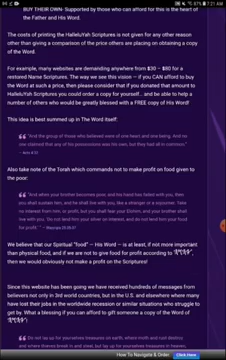 7:21 AM
BUY THEIR OWN- Supported by those who can afford for this is the heart of
the Father and His Word.
The costs of printing the HalleluYah Scriptures is not given for any other reason
other than giving a comparison of the price others are placing on obtaining a copy
of the Word.
For example, many websites are demanding anywhere from $30 – $80 for a
restored Name Scriptures. The way we see this vision – if you CAN afford to buy
the Word at such a price, then please consider that if you donated that amount to
HalleluYah Scriptures you could order a copy for yourself... and be able to help a
number of others who would be greatly blessed with a FREE copy of His Word!
This idea is best summed up in The Word itself:
"And the group of those who believed were of one heart and one being. And no
one claimed that any of his possessions was his own, but they had all in common."
– Acts 4:32
Also take note of the Torah which commands not to make profit on food given to
the poor:
"And when your brother becomes poor, and his hand has failed with you, then
you shall sustain him, and he shall live with you, like a stranger or a sojourner. Take
no interest from him, or profit, but you shall fear your Elohim, and your brother shall
live with you. 'Do not lend him your silver on interest, and do not lend him your food
for profit.'"
We believe that our Spiritual "food" – His Word – is at least, if not more important
than physical food, and if we are not to give food for profit according to
then we would obviously not make a profit on the Scriptures!
Since this website has been going we have received hundreds of messages from
believers not only in 3rd world countries, but in the U.S. and elsewhere where many
have lost their jobs in the worldwide recession or similar situations who struggle to
get by. What a blessing if you can afford to gift someone a copy of the Word of
"Do not lay up for yourselves treasures on earth, where moth and rust destroy
and where thieves break in and steal, but lay up for yourselves treasures in heaven,
How To Navigate & Order.
Click Here